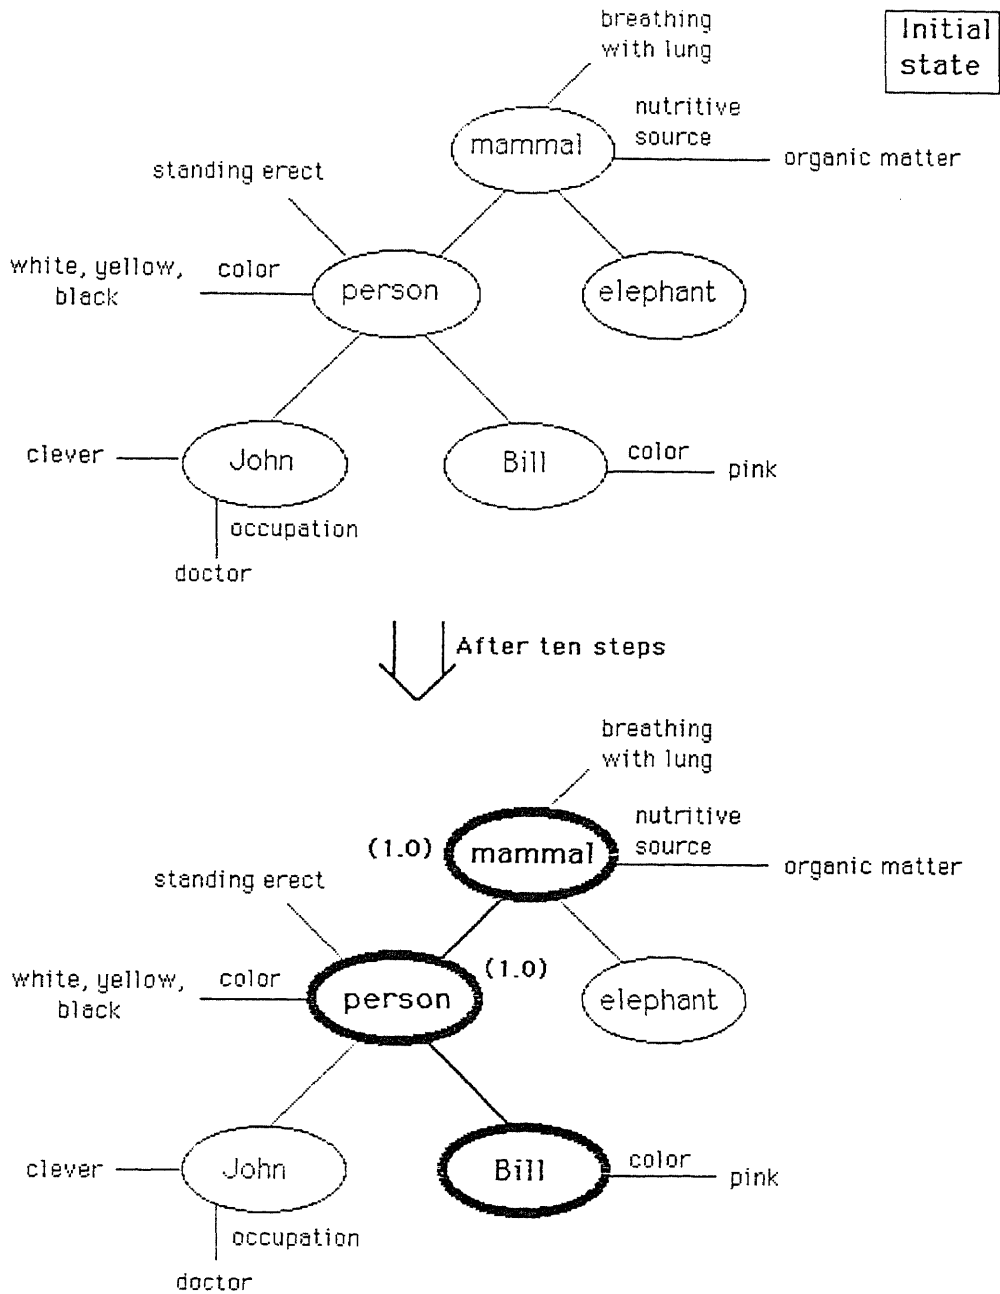 breathing
with lung
Initial
state
mammal
nutritive
source
organic matter
standing erect
white, yellow,
black
color
person
elephant
clever
John
Bill
color
pink
occupation
doctor
After ten steps
breathing
with lung
(1.0)
mammal
nutritive
source
organic matter
standing erect
white, yellow,
black
color
person
(1.0)
elephant
clever
John
Bill
color
pink
occupation
doctor